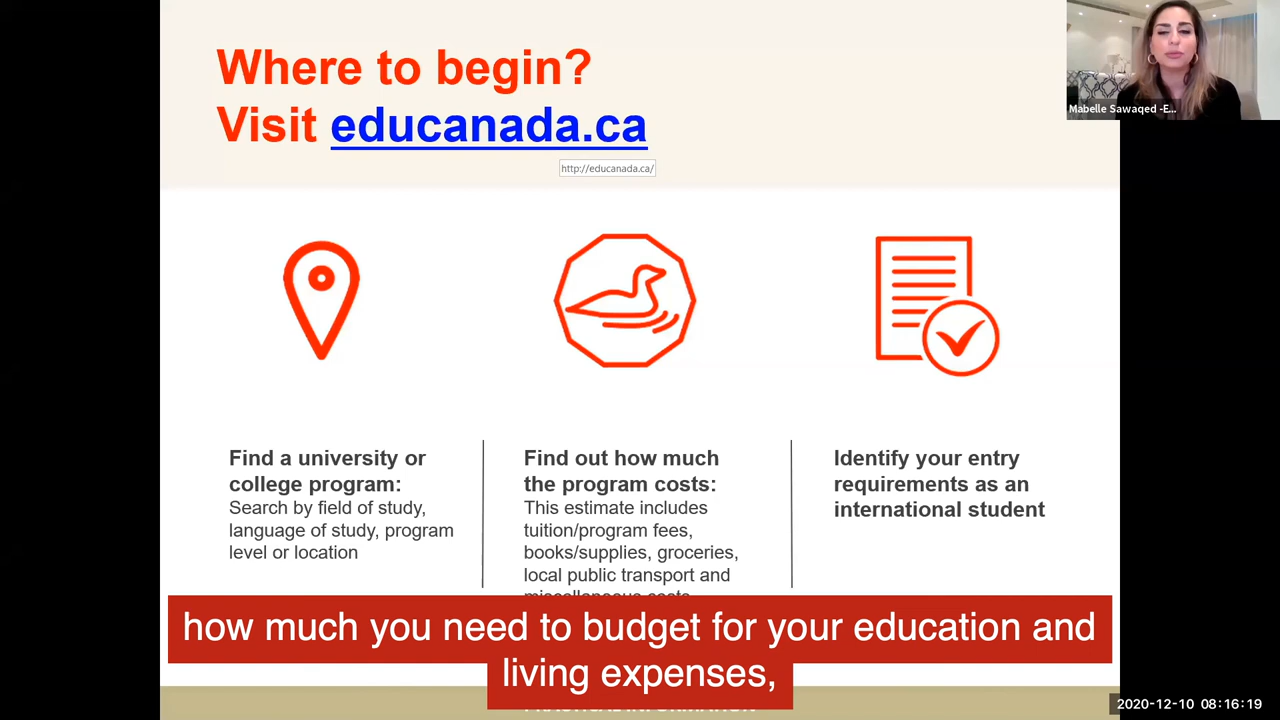 Where to begin?
Visit educanada.ca
http://educanada.ca/
Mabelle Sawaqed -E...
Find a university or
college program:
Search by field of study,
language of study, program
level or location
Find out how much
the program costs:
This estimate includes
tuition/program fees,
books/supplies, groceries,
local public transport and
miscellaneous costs
Identify your entry
requirements as an
international student
how much you need to budget for your education and
living expenses,
2020-12-10 08:16:19